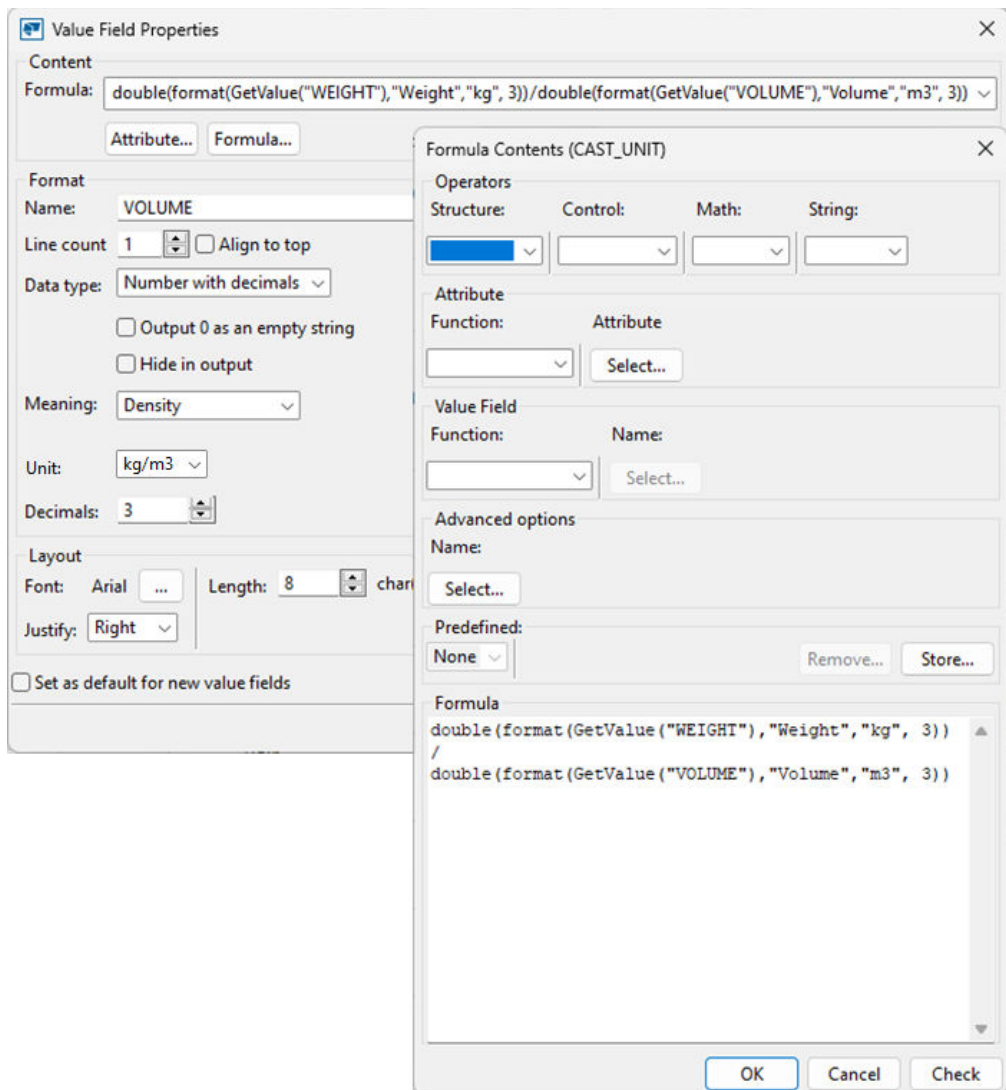 Value Field Properties
Content
Formula: double(format(GetValue("WEIGHT"),"Weight","kg", 3))/double(format(GetValue("VOLUME"),"Volume","m3", 3))
Attribute... Formula...
Format
Name: VOLUME
Line count 1 Align to top
Data type: Number with decimals
Output 0 as an empty string
Hide in output
Meaning: Density
Unit: kg/m3
Decimals: 3
Layout
Font: Arial ... Length: 8
Justify: Right
Set as default for new value fields
Formula Contents (CAST_UNIT)
Operators
Structure: Control: Math: String:
Attribute
Function: Attribute
Select...
Value Field
Function: Name:
Select...
Advanced options
Name:
Select...
Predefined:
None Remove... Store...
Formula
double(format(GetValue("WEIGHT"),"Weight","kg", 3))
/
double(format(GetValue("VOLUME"),"Volume","m3", 3))
OK Cancel Check